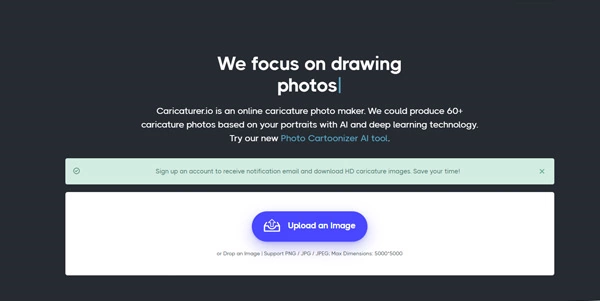 We focus on drawing
photos
Caricaturer.io is an online caricature photo maker. We could produce 60+
caricature photos based on your portraits with AI and deep learning technology.
Try our new Photo Cartoonizer AI tool.
Sign up an account to receive notification email and download HD caricature images. Save your time!
Upload an Image
or Drop an Image | Support PNG / JPG / JPEG; Max Dimensions: 5000*5000